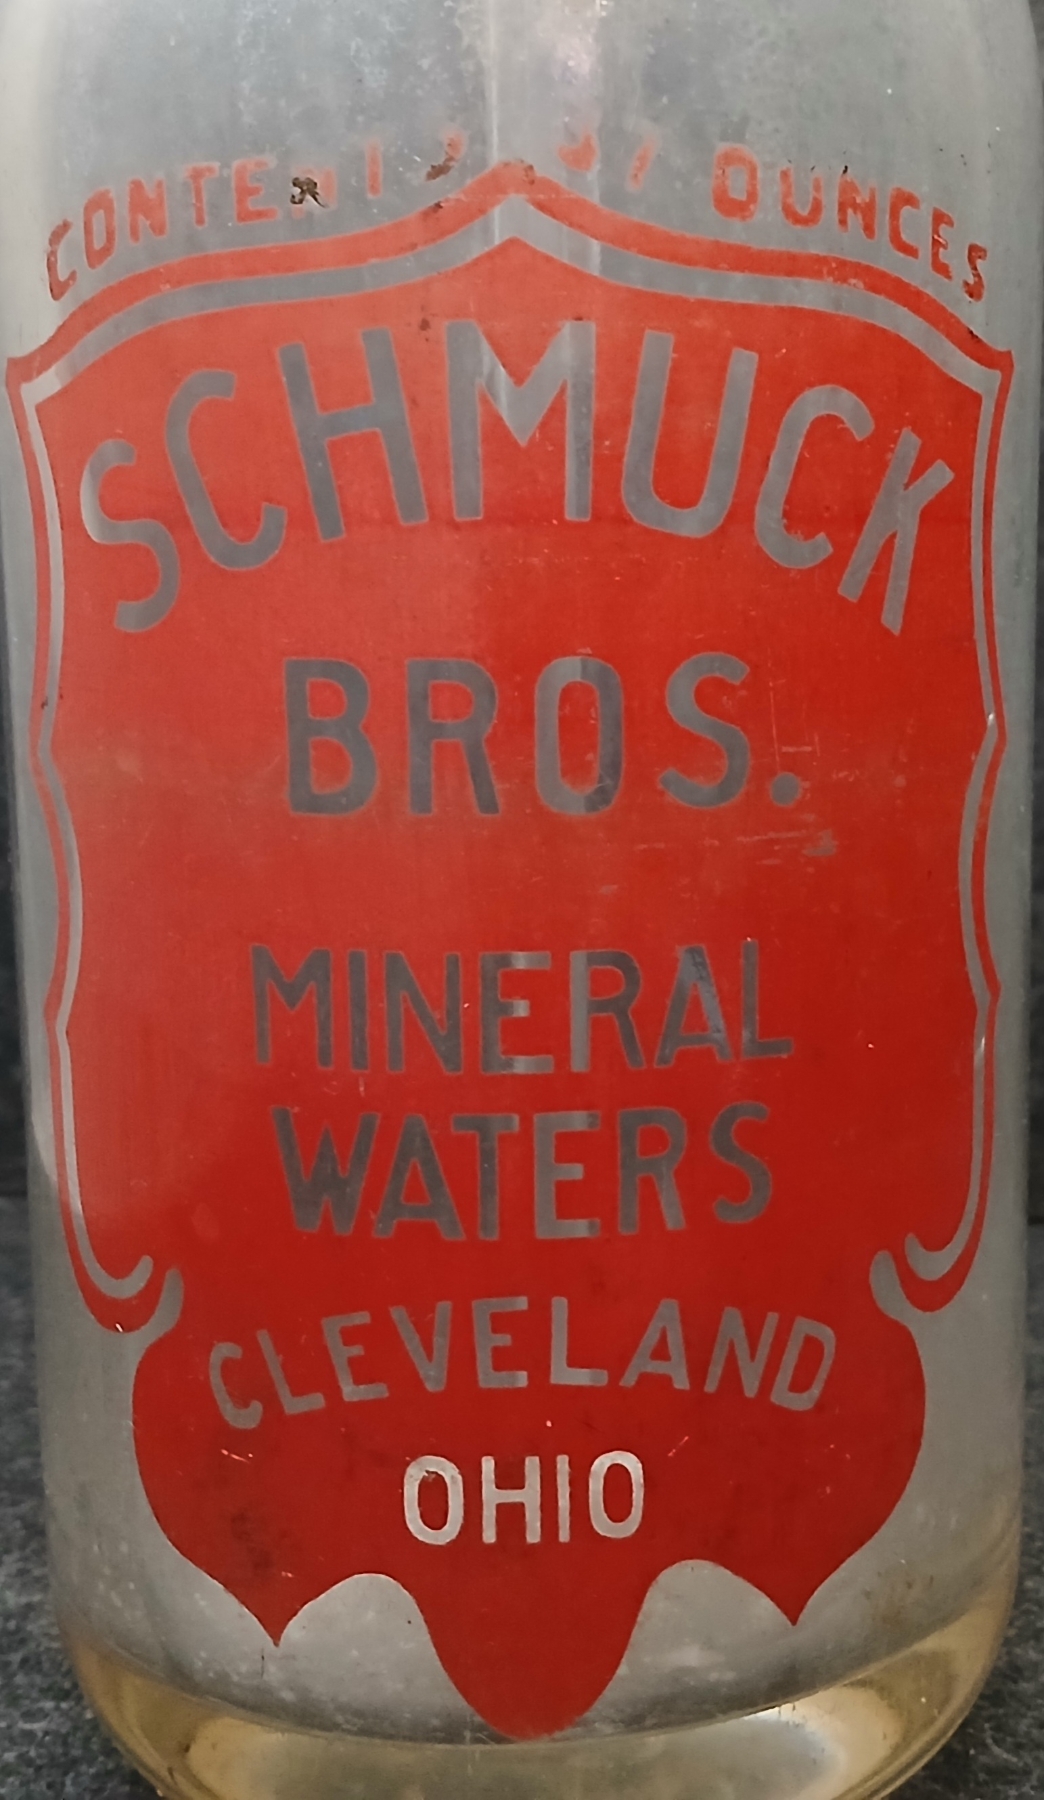 CONTENTS OUNCES
SCHMUCK
BROS.
MINERAL
WATERS
CLEVELAND
OHIO